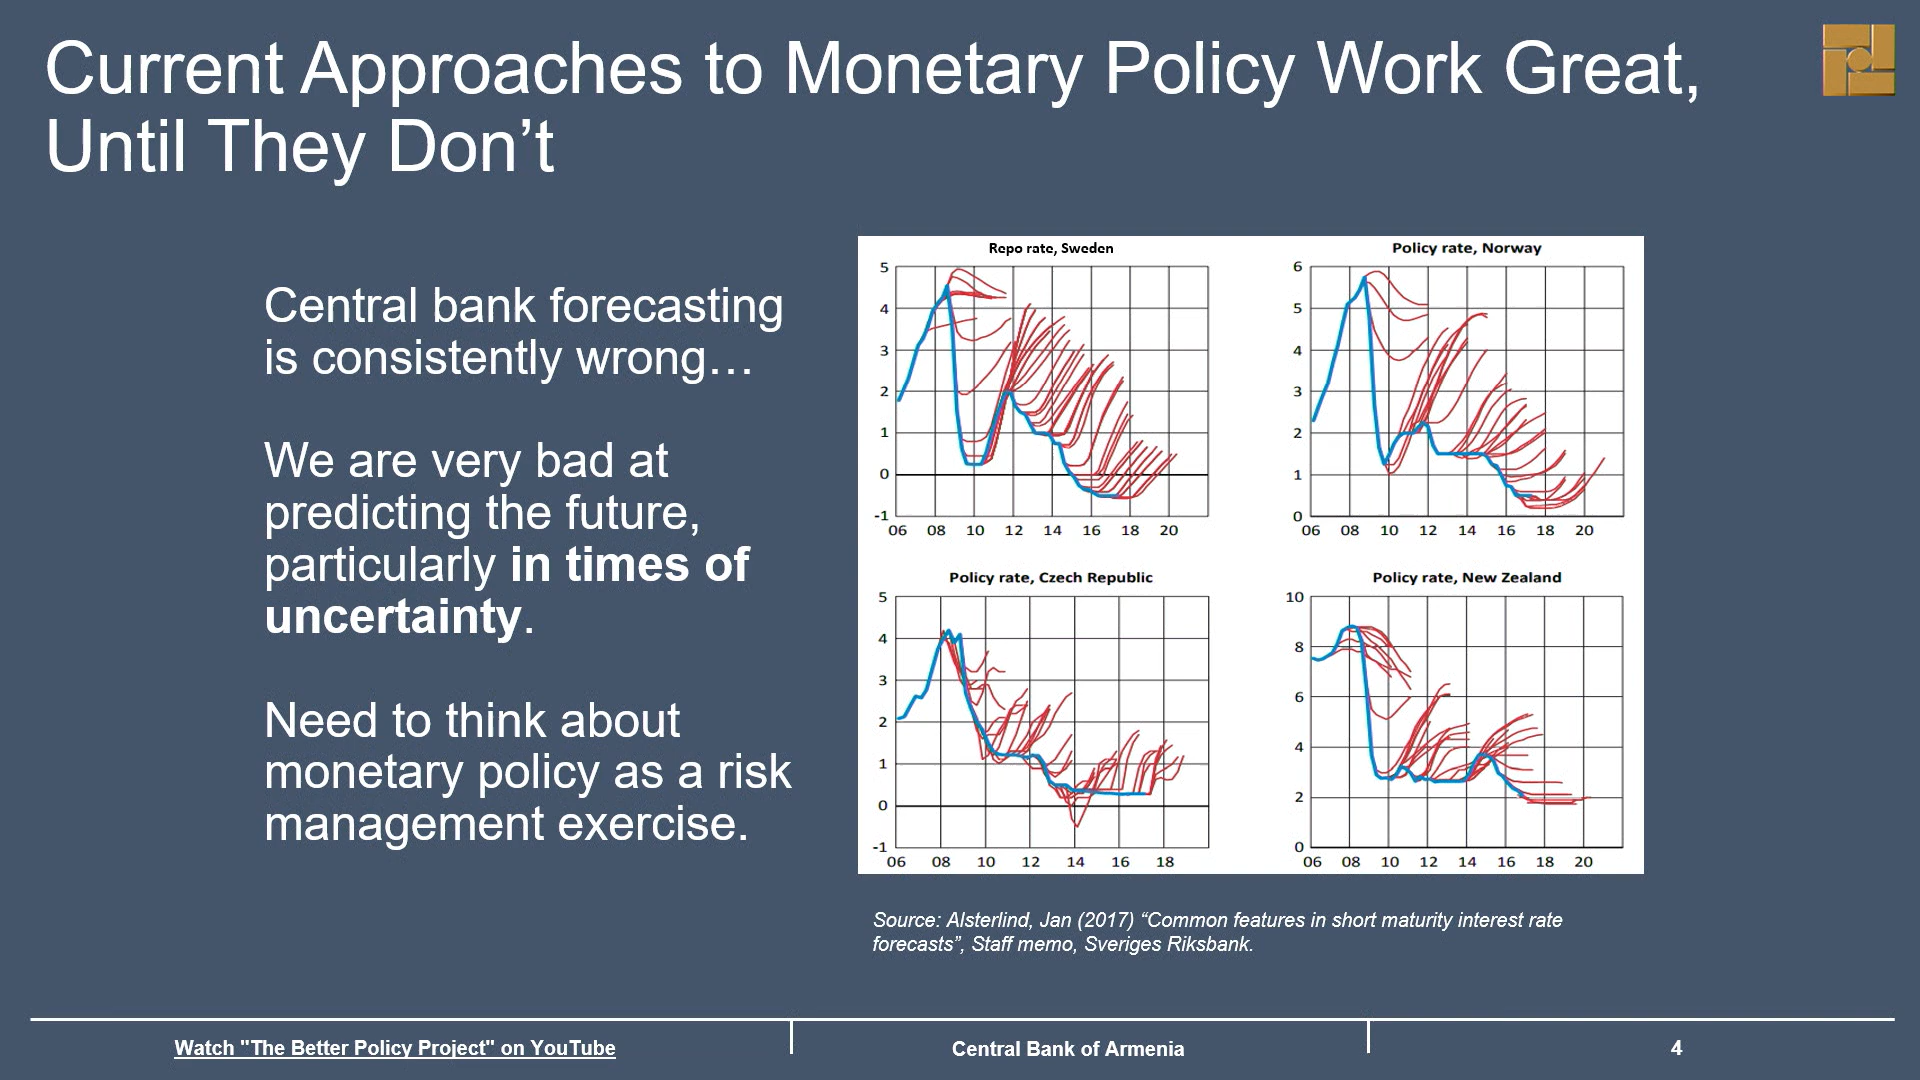 Current Approaches to Monetary Policy Work Great,
Until They Don’t
Central bank forecasting
is consistently wrong…
We are very bad at
predicting the future,
particularly in times of
uncertainty.
Need to think about
monetary policy as a risk
management exercise.
Repo rate, Sweden
5
4
3
2
1
0
-1
06 08 10 12 14 16 18 20
Policy rate, Norway
6
5
4
3
2
1
0
06 08 10 12 14 16 18 20
Policy rate, Czech Republic
5
4
3
2
1
0
-1
06 08 10 12 14 16 18
Policy rate, New Zealand
10
8
6
4
2
0
06 08 10 12 14 16 18 20
Source: Alsterlind, Jan (2017) “Common features in short maturity interest rate
forecasts”, Staff memo, Sveriges Riksbank.
Watch "The Better Policy Project" on YouTube
Central Bank of Armenia
4